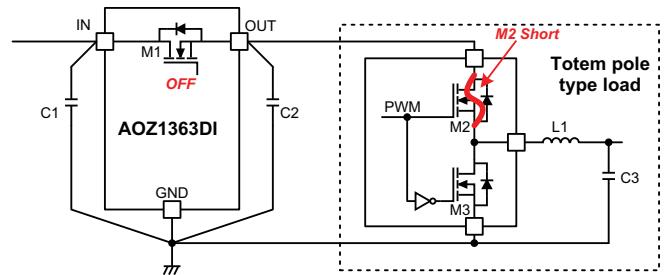 IN
OUT
M1
OFF
C1
C2
AOZ1363DI
GND
M2 Short
Totem pole
type load
PWM
M2
L1
C3
M3